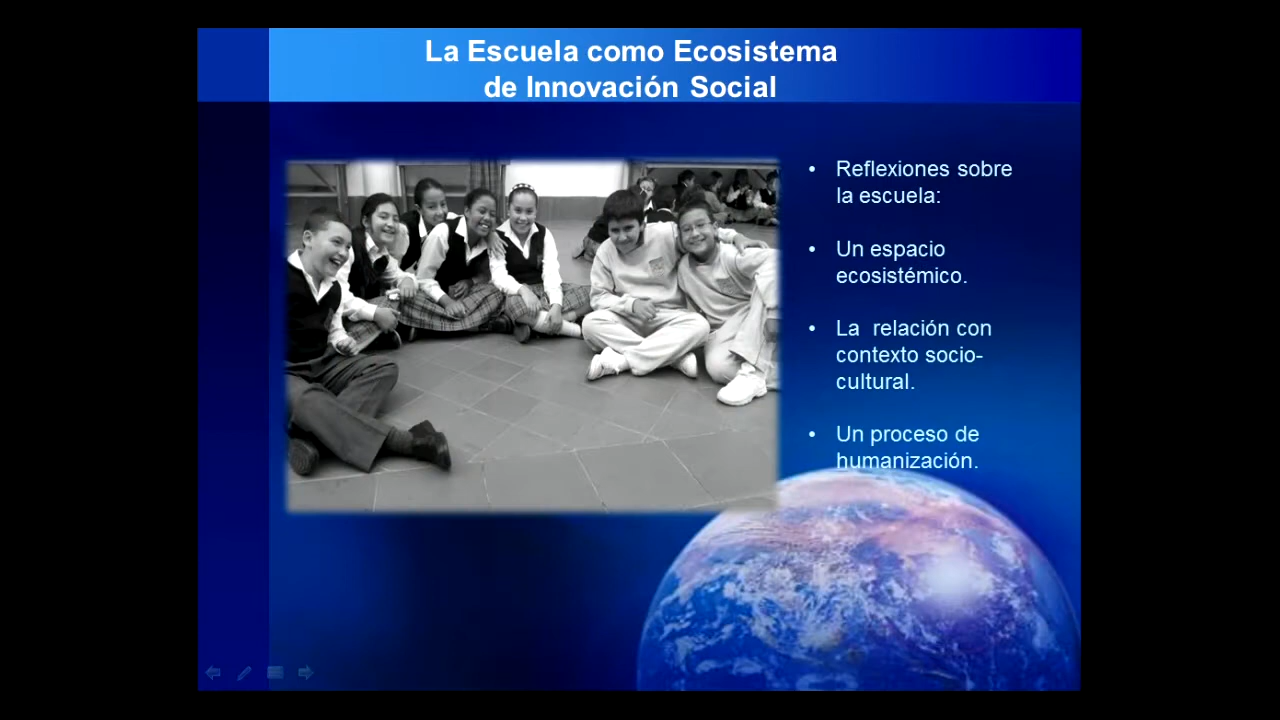 La Escuela como Ecosistema
de Innovación Social
• Reflexiones sobre
la escuela:
• Un espacio
ecosistémico.
• La  relación con
contexto socio-
cultural.
• Un proceso de
humanización.